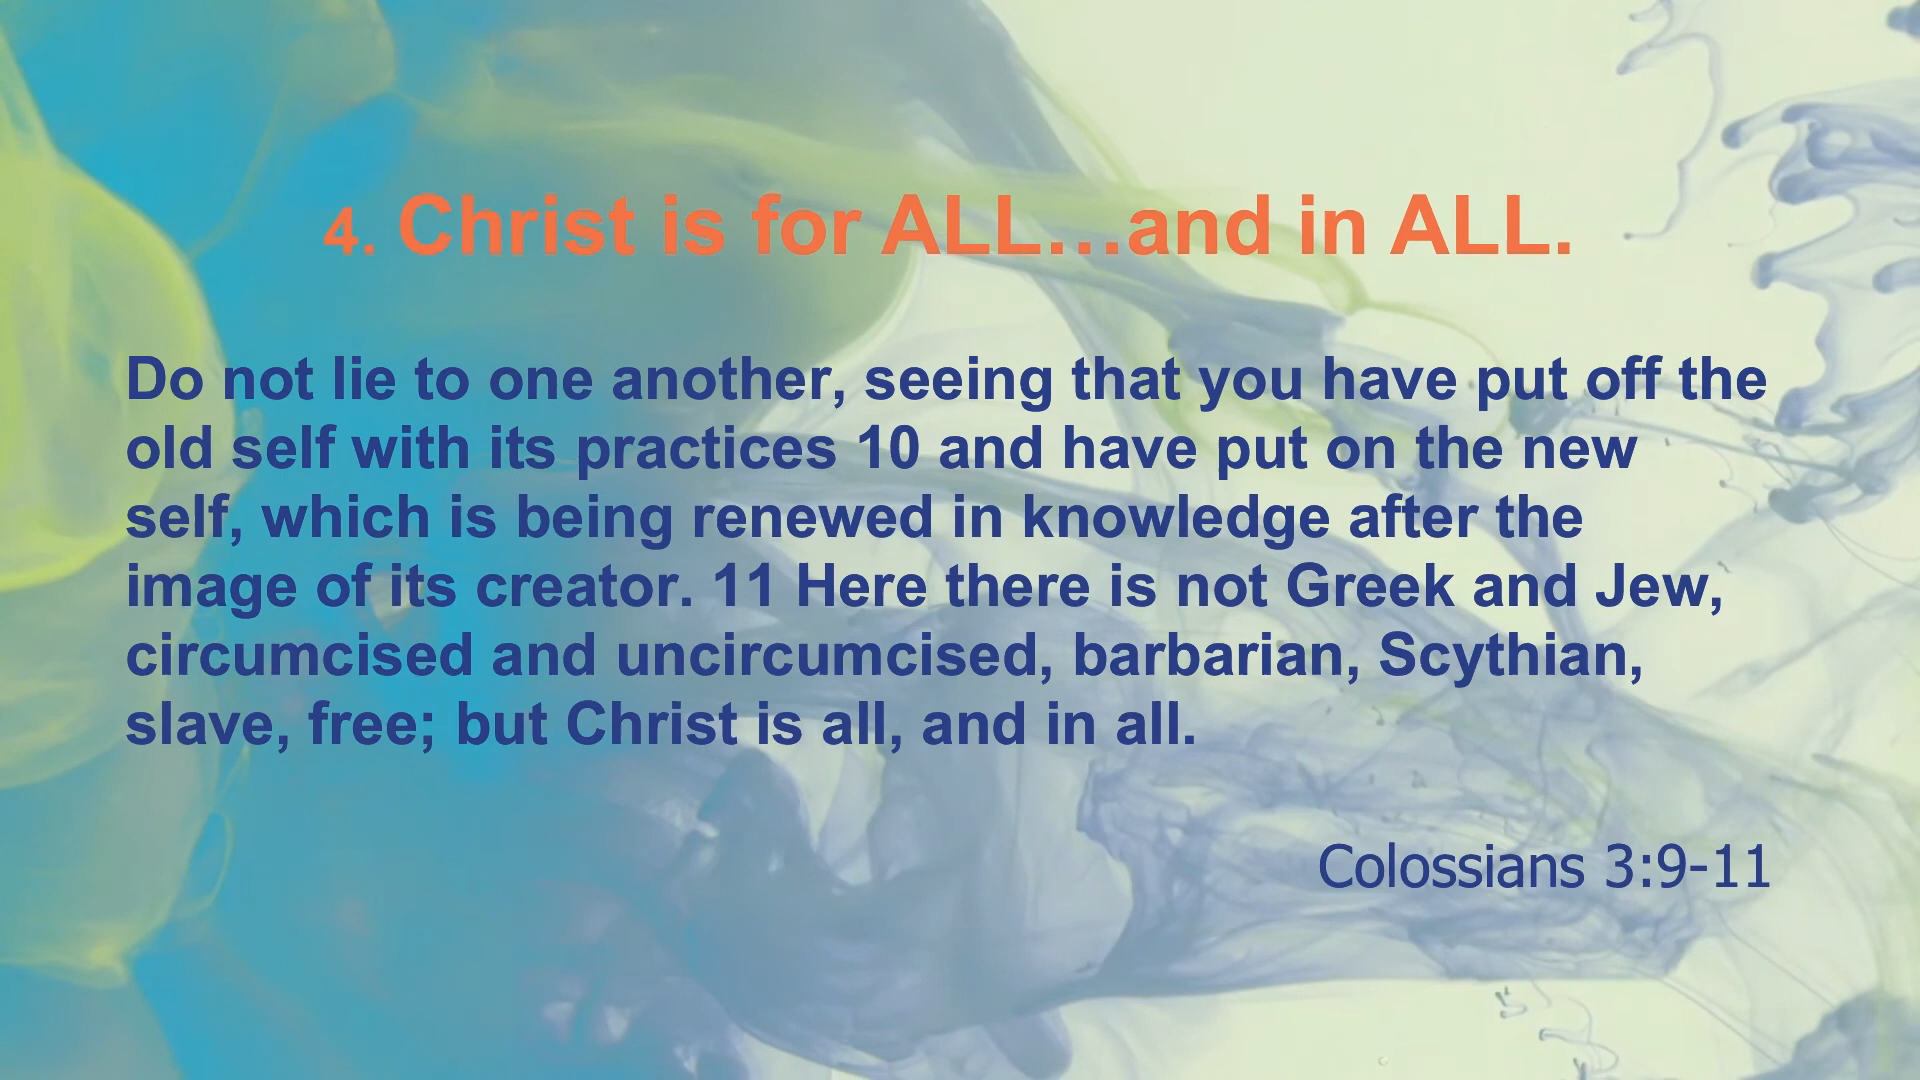 4. Christ is for ALL…and in ALL.
Do not lie to one another, seeing that you have put off the
old self with its practices 10 and have put on the new
self, which is being renewed in knowledge after the
image of its creator. 11 Here there is not Greek and Jew,
circumcised and uncircumcised, barbarian, Scythian,
slave, free; but Christ is all, and in all.
Colossians 3:9-11